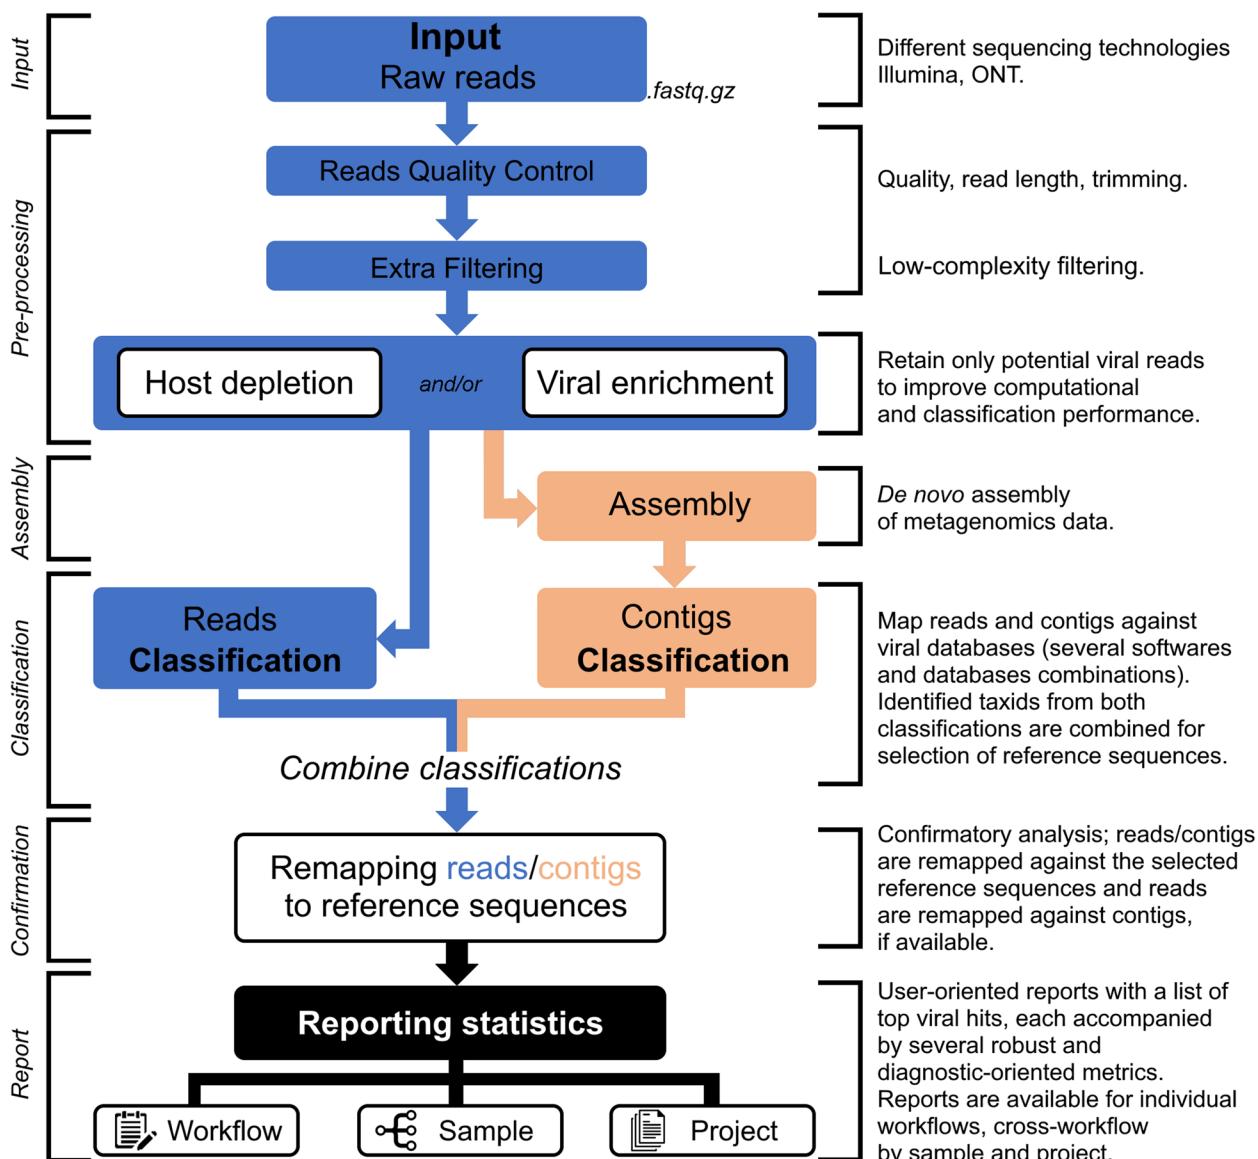 Input
Input
Raw reads
.fastq.gz
Different sequencing technologies
Illumina, ONT.
Pre-processing
Reads Quality Control
Quality, read length, trimming.
Extra Filtering
Low-complexity filtering.
Host depletion
and/or
Viral enrichment
Retain only potential viral reads
to improve computational
and classification performance.
Assembly
Assembly
De novo assembly
of metagenomics data.
Classification
Reads
Classification
Contigs
Classification
Map reads and contigs against
viral databases (several softwares
and databases combinations).
Identified taxids from both
classifications are combined for
selection of reference sequences.
Combine classifications
Confirmation
Remapping reads/contigs
to reference sequences
Confirmatory analysis; reads/contigs
are remapped against the selected
reference sequences and reads
are remapped against contigs,
if available.
Report
Reporting statistics
Workflow
Sample
Project
User-oriented reports with a list of
top viral hits, each accompanied
by several robust and
diagnostic-oriented metrics.
Reports are available for individual
workflows, cross-workflow
by sample and project.